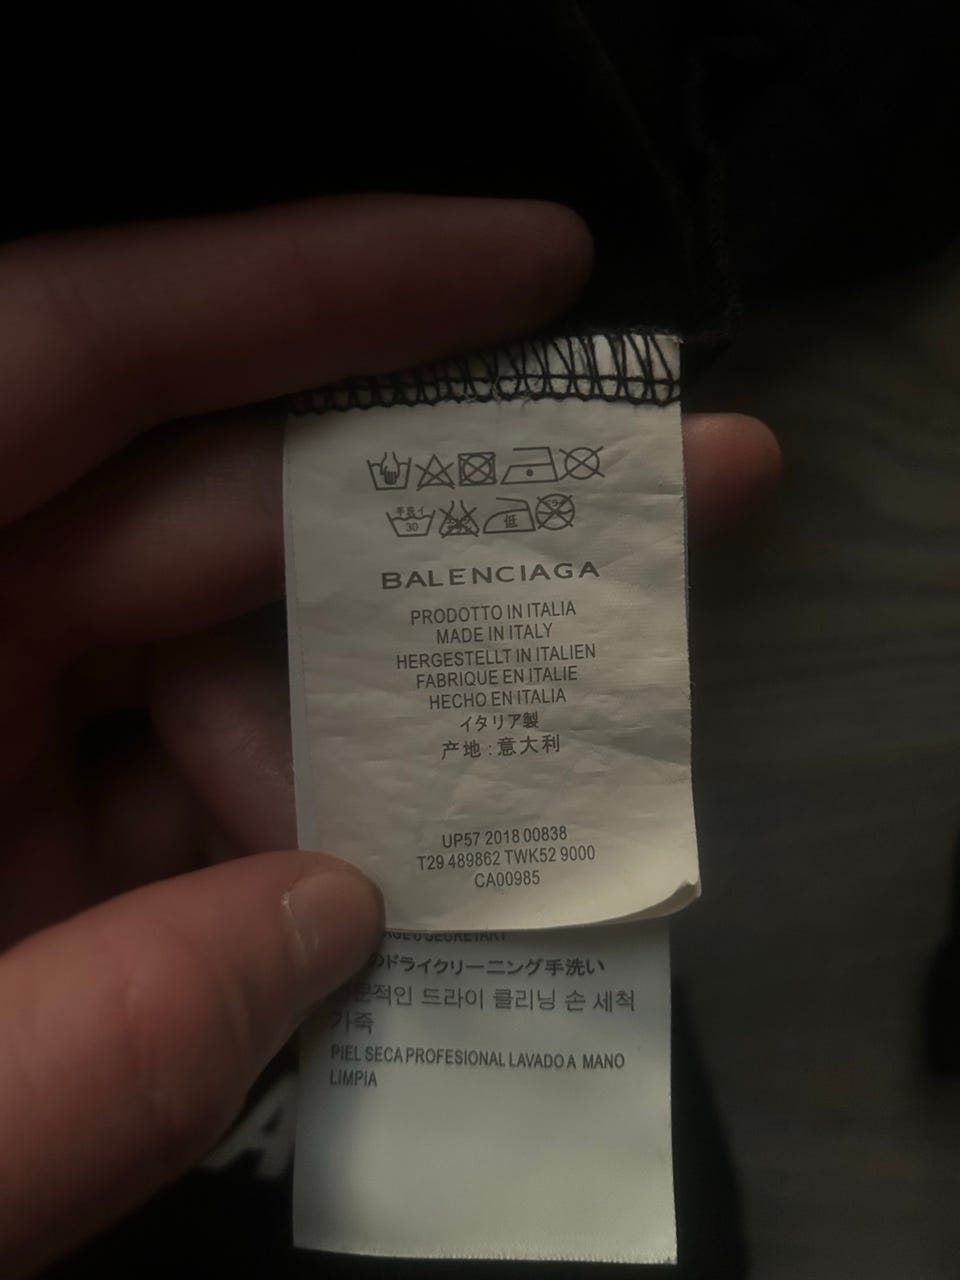 手洗イ
30
低
BALENCIAGA
PRODOTTO IN ITALIA
MADE IN ITALY
HERGESTELLT IN ITALIEN
FABRIQUE EN ITALIE
HECHO EN ITALIA
イタリア製
产地:意大利
UP57 2018 00838
T29 489862 TWK52 9000
CA00985
のドライクリーニング手洗い
문적인 드라이 클리닝 손 세척
가죽
PIEL SECA PROFESIONAL LAVADO A MANO
LIMPIA